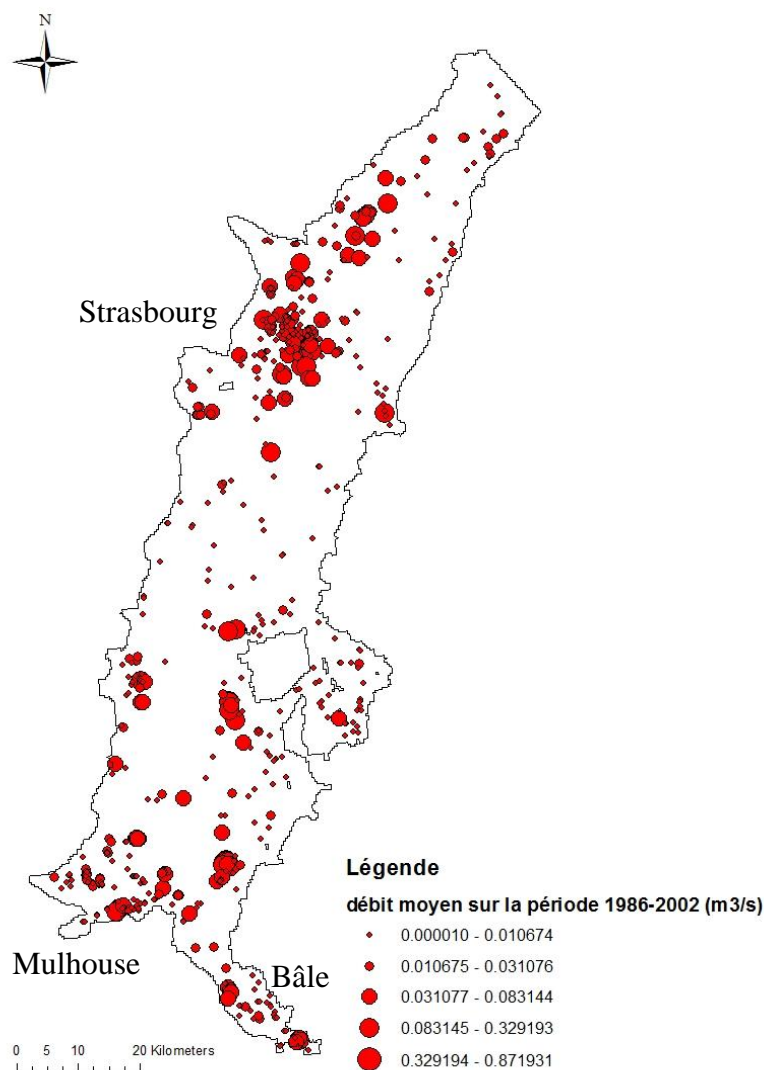 N
Strasbourg
Mulhouse
Bâle
0 5 10 20 Kilometers
Légende
débit moyen sur la période 1986-2002 (m3/s)
0.000010 - 0.010674
0.010675 - 0.031076
0.031077 - 0.083144
0.083145 - 0.329193
0.329194 - 0.871931